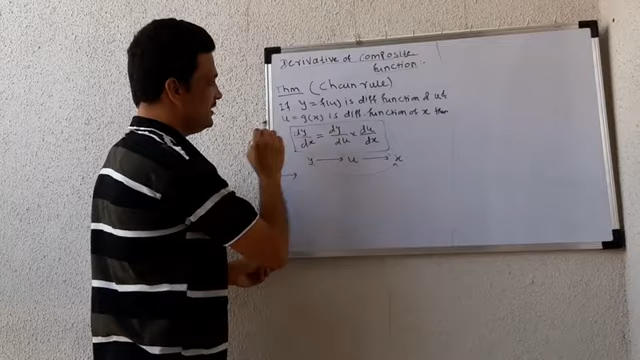 Derivative of composite
function :-
Thm (Chain rule)
If y = f(u) is diff function of u &
u = g(x) is diff. function of x then
dy/dx = dy/du × du/dx
y → u → x
→